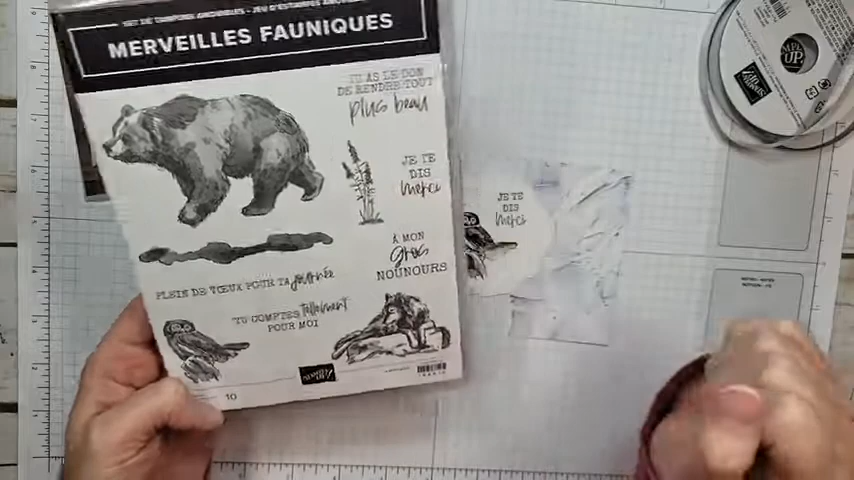 MERVEILLES FAUNIQUES
TU AS LE DON
DE RENDRE TOUT
plus beau
JE TE
DIS
merci
À MON
gros
NOUNOURS
PLEIN DE VŒUX POUR TA journée
TU COMPTES tellement
POUR MOI
10
JE TE
DIS
merci